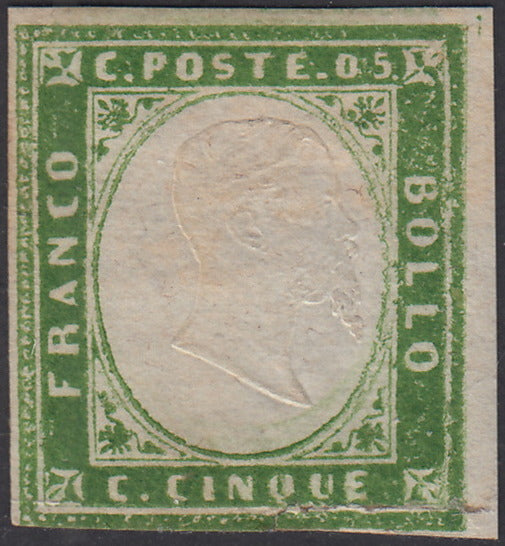 C. POSTE. 05.
FRANCO
BOLLO
C. CINQUE